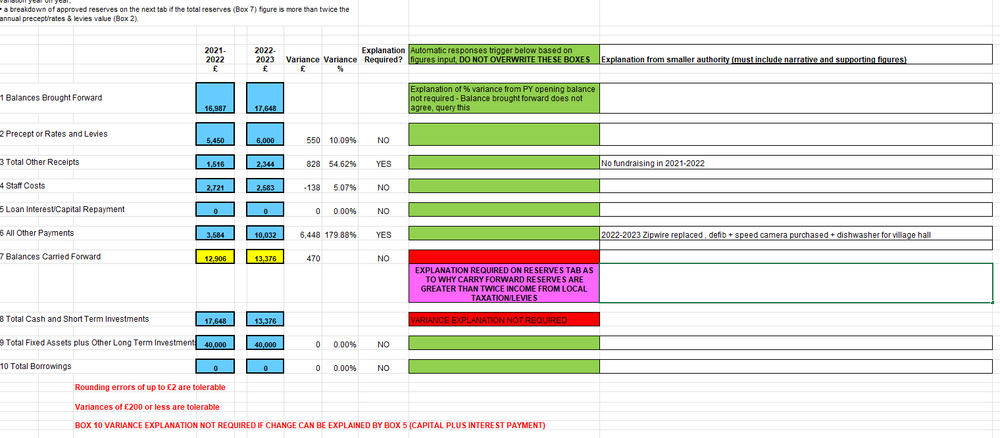 variation year on year;
• a breakdown of approved reserves on the next tab if the total reserves (Box 7) figure is more than twice the
annual precept/rates & levies value (Box 2).
2021-
2022
£
2022-
2023
£
Variance
£
Variance
%
Explanation
Required?
Automatic responses trigger below based on
figures input, DO NOT OVERWRITE THESE BOXES
Explanation from smaller authority (must include narrative and supporting figures)
1 Balances Brought Forward
16,987
17,648
Explanation of % variance from PY opening balance
not required - Balance brought forward does not
agree, query this
2 Precept or Rates and Levies
5,450
6,000
550
10.09%
NO
3 Total Other Receipts
1,516
2,344
828
54.62%
YES
No fundraising in 2021-2022
4 Staff Costs
2,721
2,583
-138
5.07%
NO
5 Loan Interest/Capital Repayment
0
0
0
0.00%
NO
6 All Other Payments
3,584
10,032
6,448
179.88%
YES
2022-2023 Zipwire replaced , defib + speed camera purchased + dishwasher for village hall
7 Balances Carried Forward
12,906
13,376
470
NO
EXPLANATION REQUIRED ON RESERVES TAB AS
TO WHY CARRY FORWARD RESERVES ARE
GREATER THAN TWICE INCOME FROM LOCAL
TAXATION/LEVIES
8 Total Cash and Short Term Investments
17,648
13,376
VARIANCE EXPLANATION NOT REQUIRED
9 Total Fixed Assets plus Other Long Term Investments
40,000
40,000
0
0.00%
NO
10 Total Borrowings
0
0
0
0.00%
NO
Rounding errors of up to £2 are tolerable
Variances of £200 or less are tolerable
BOX 10 VARIANCE EXPLANATION NOT REQUIRED IF CHANGE CAN BE EXPLAINED BY BOX 5 (CAPITAL PLUS INTEREST PAYMENT)